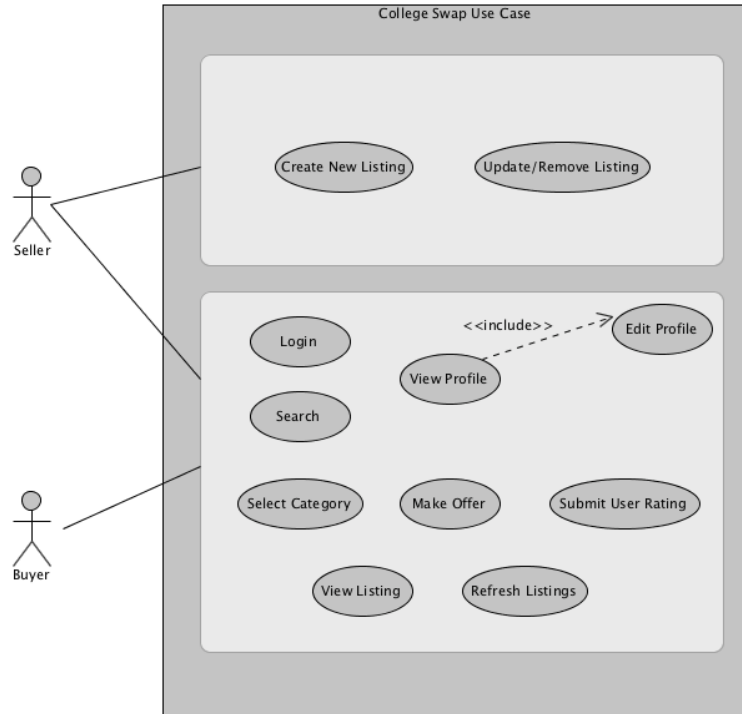 College Swap Use Case
Create New Listing
Update/Remove Listing
Seller
<<include>>
Edit Profile
Login
View Profile
Search
Select Category
Make Offer
Submit User Rating
Buyer
View Listing
Refresh Listings